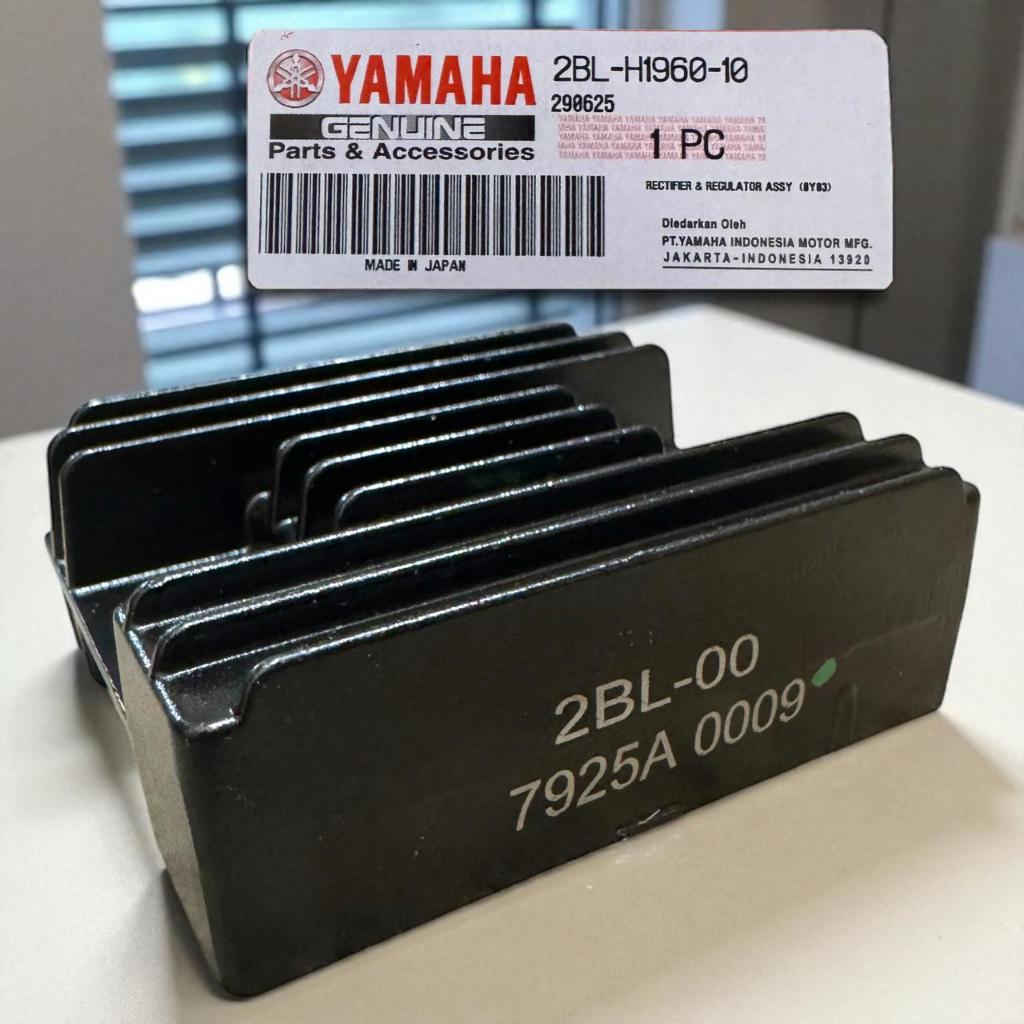 YAMAHA
GENUINE
Parts & Accessories
2BL-H1960-10
290625
1 PC
RECTIFIER & REGULATOR ASSY (8Y83)
Diedarkan Oleh
PT.YAMAHA INDONESIA MOTOR MFG.
JAKARTA-INDONESIA 13920
MADE IN JAPAN
2BL-00
7925A 0009